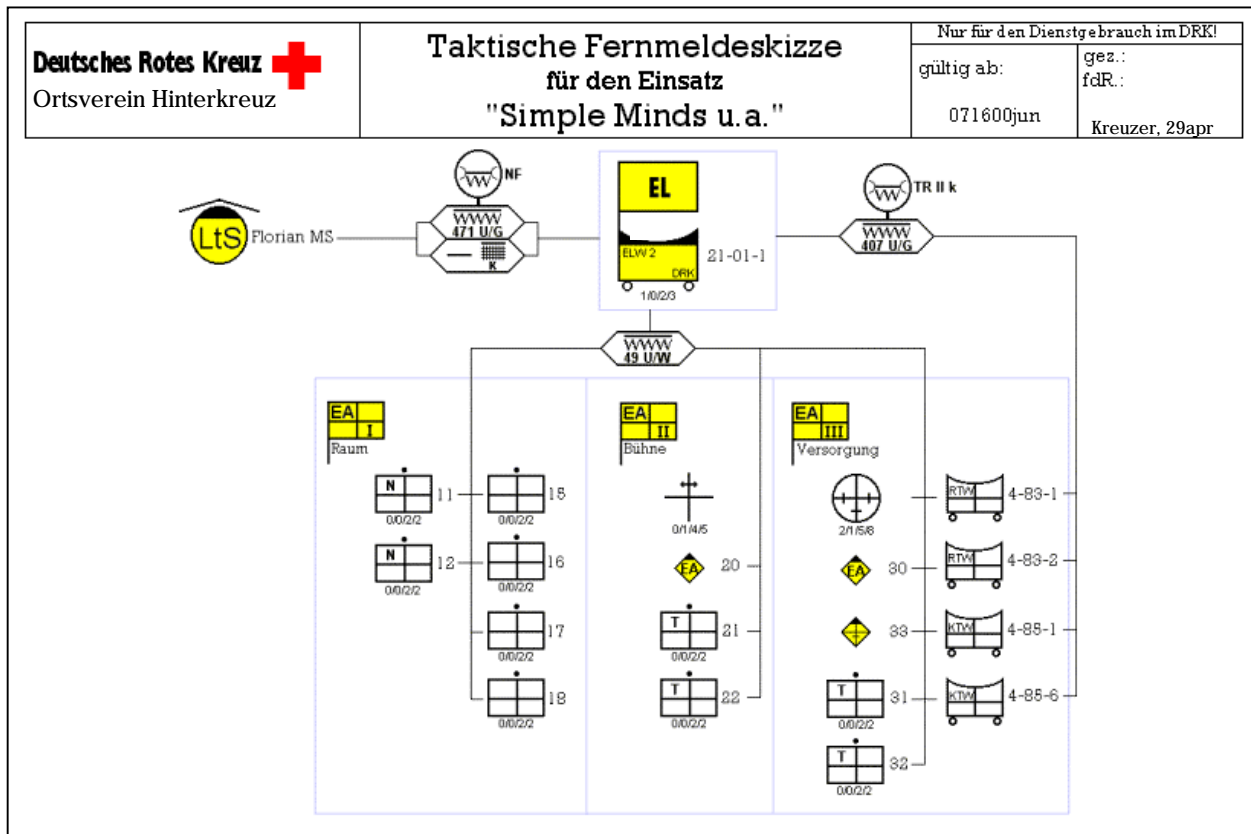 Deutsches Rotes Kreuz
Ortsverein Hinterkreuz
Taktische Fernmeldeskizze
für den Einsatz
"Simple Minds u.a."
Nur für den Dienstgebrauch im DRK!
gültig ab:
071600jun
gez.:
fdR.:
Kreuzer, 29apr
LtS
Florian MS
NF
471 U/G
K
EL
ELW 2
DRK
21-01-1
1/0/2/3
TR II k
407 U/G
49 U/W
EA
I
Raum
N
11
0/0/2/2
N
12
0/0/2/2
15
0/0/2/2
16
0/0/2/2
17
0/0/2/2
18
0/0/2/2
EA
II
Bühne
0/1/4/5
EA
20
T
21
0/0/2/2
T
22
0/0/2/2
EA
III
Versorgung
2/1/5/8
EA
30
33
T
31
0/0/2/2
T
32
0/0/2/2
RTW
4-83-1
RTW
4-83-2
KTW
4-85-1
KTW
4-85-6